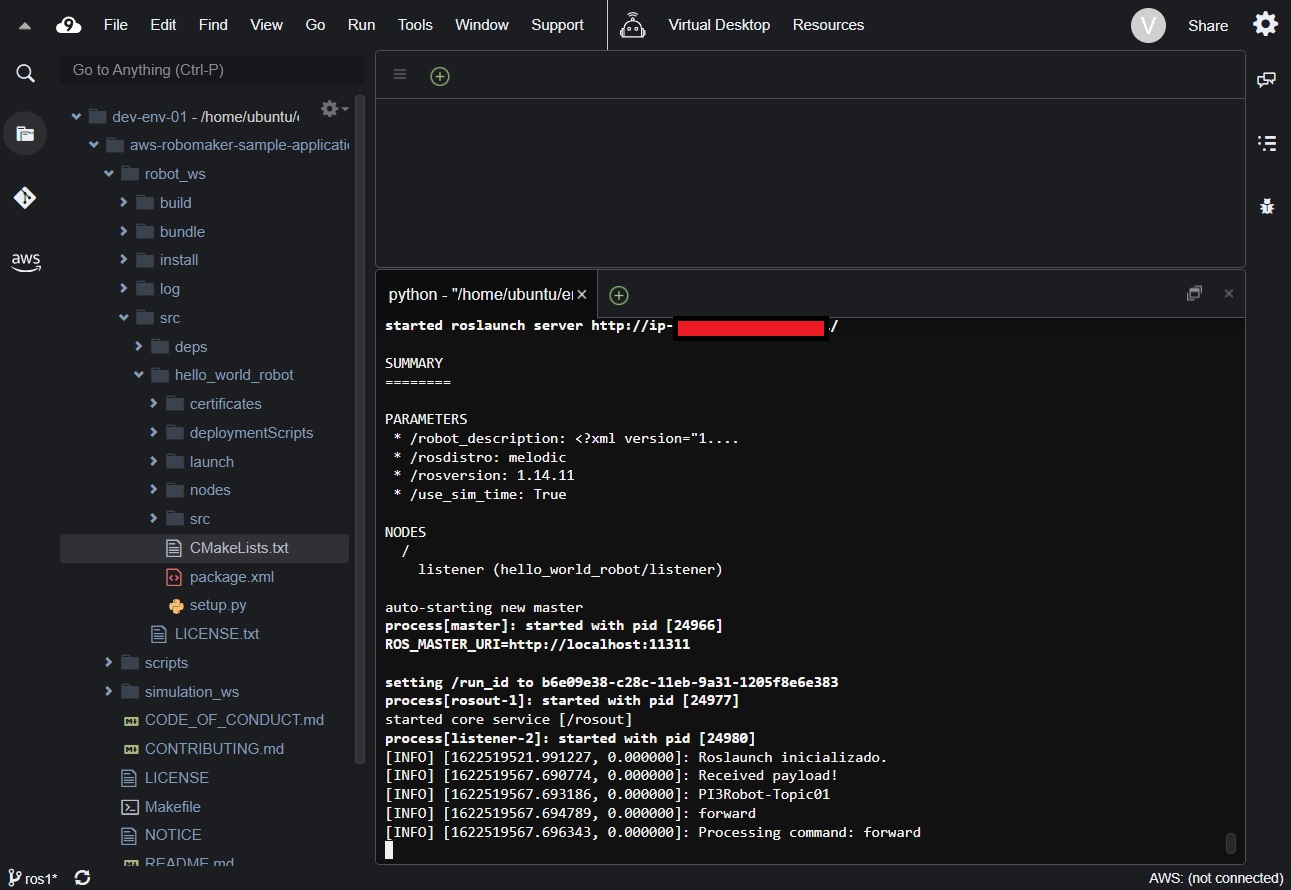 9 File Edit Find View Go Run Tools Window Support Virtual Desktop Resources V Share
Go to Anything (Ctrl-P)
dev-env-01 - /home/ubuntu/
aws-robomaker-sample-applicati
robot_ws
build
bundle
install
log
src
deps
hello_world_robot
certificates
deploymentScripts
launch
nodes
src
CMakeLists.txt
package.xml
setup.py
LICENSE.txt
scripts
simulation_ws
CODE_OF_CONDUCT.md
CONTRIBUTING.md
LICENSE
Makefile
NOTICE
README.md
aws
python - "/home/ubuntu/e
started roslaunch server http://ip- /
SUMMARY
========
PARAMETERS
* /robot_description: <?xml version="1....
* /rosdistro: melodic
* /rosversion: 1.14.11
* /use_sim_time: True
NODES
/
listener (hello_world_robot/listener)
auto-starting new master
process[master]: started with pid [24966]
ROS_MASTER_URI=http://localhost:11311
setting /run_id to b6e09e38-c28c-11eb-9a31-1205f8e6e383
process[rosout-1]: started with pid [24977]
started core service [/rosout]
process[listener-2]: started with pid [24980]
[INFO] [1622519521.991227, 0.000000]: Roslaunch inicializado.
[INFO] [1622519567.690774, 0.000000]: Received payload!
[INFO] [1622519567.693186, 0.000000]: PI3Robot-Topic01
[INFO] [1622519567.694789, 0.000000]: forward
[INFO] [1622519567.696343, 0.000000]: Processing command: forward
ros1*
AWS: (not connected)